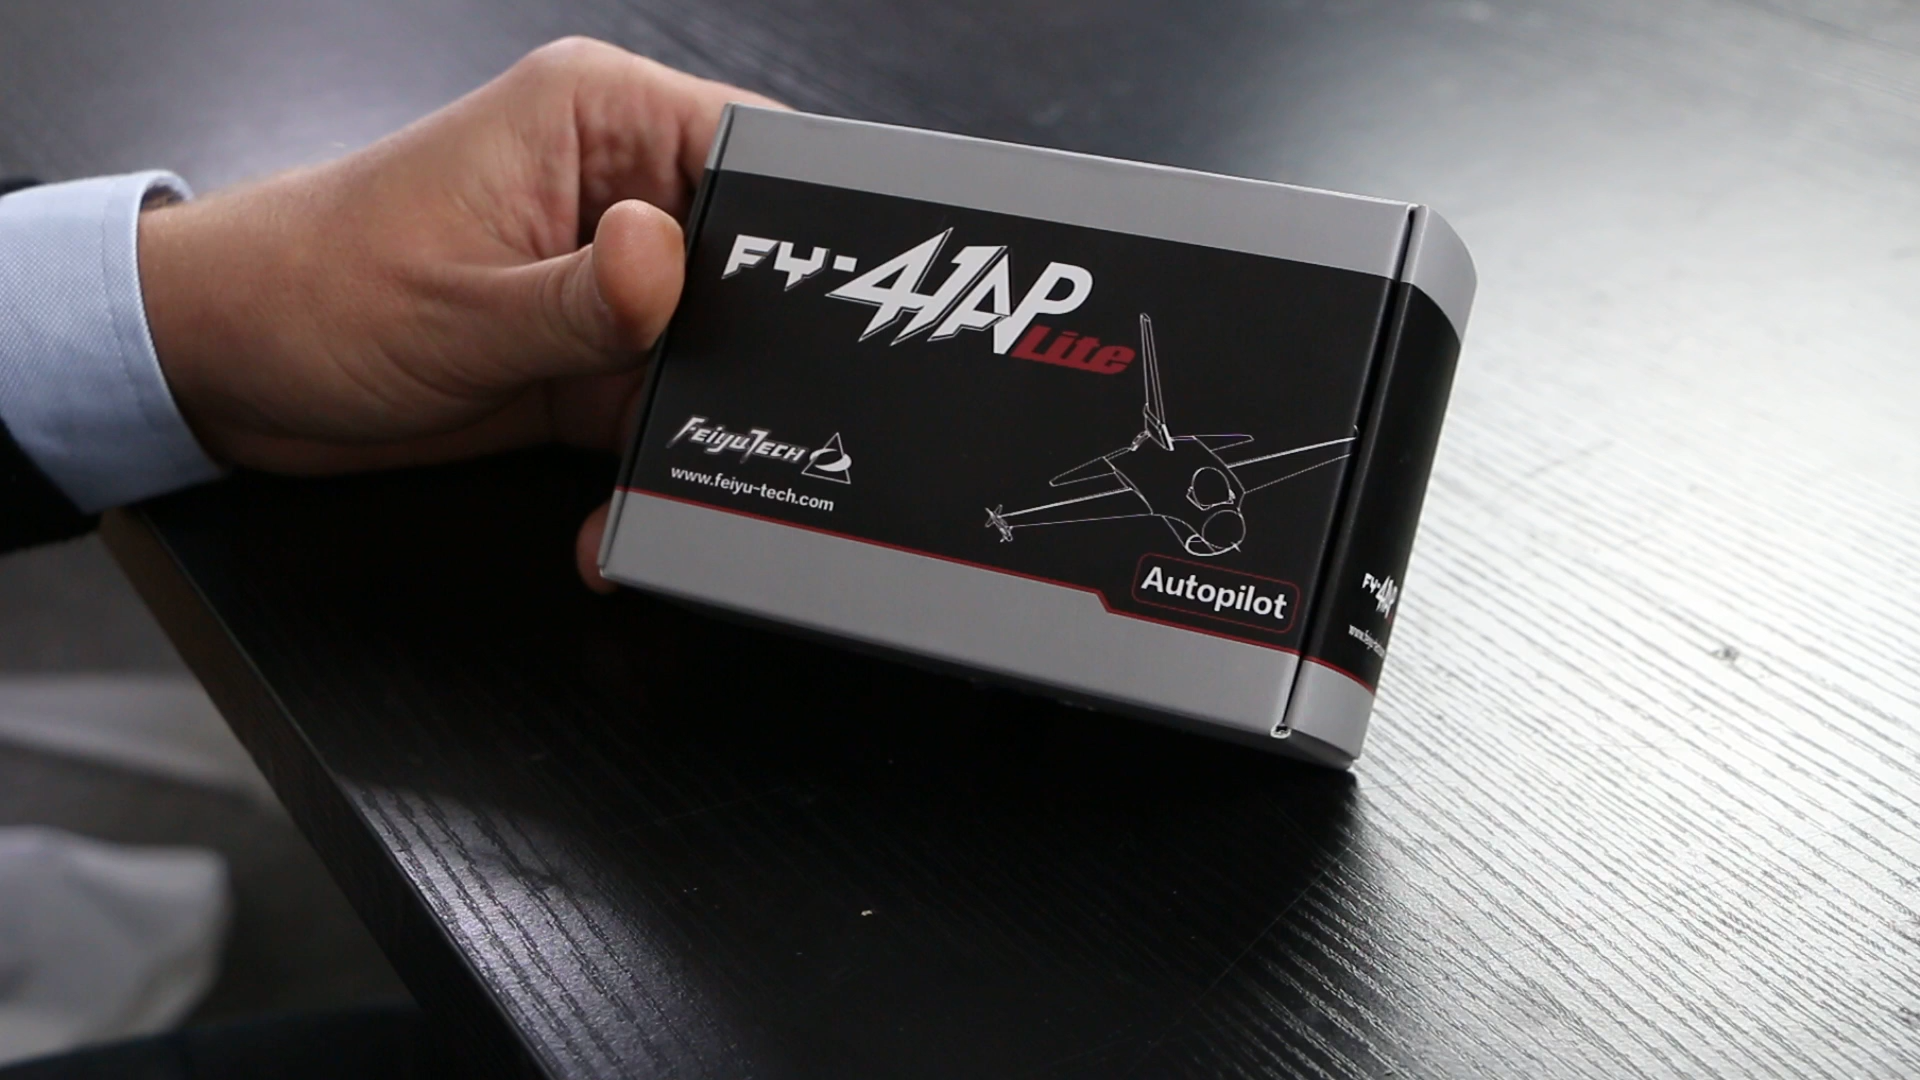 FY-41AP
Lite
FEIYUTECH
www.feiyu-tech.com
Autopilot
FY-41AP